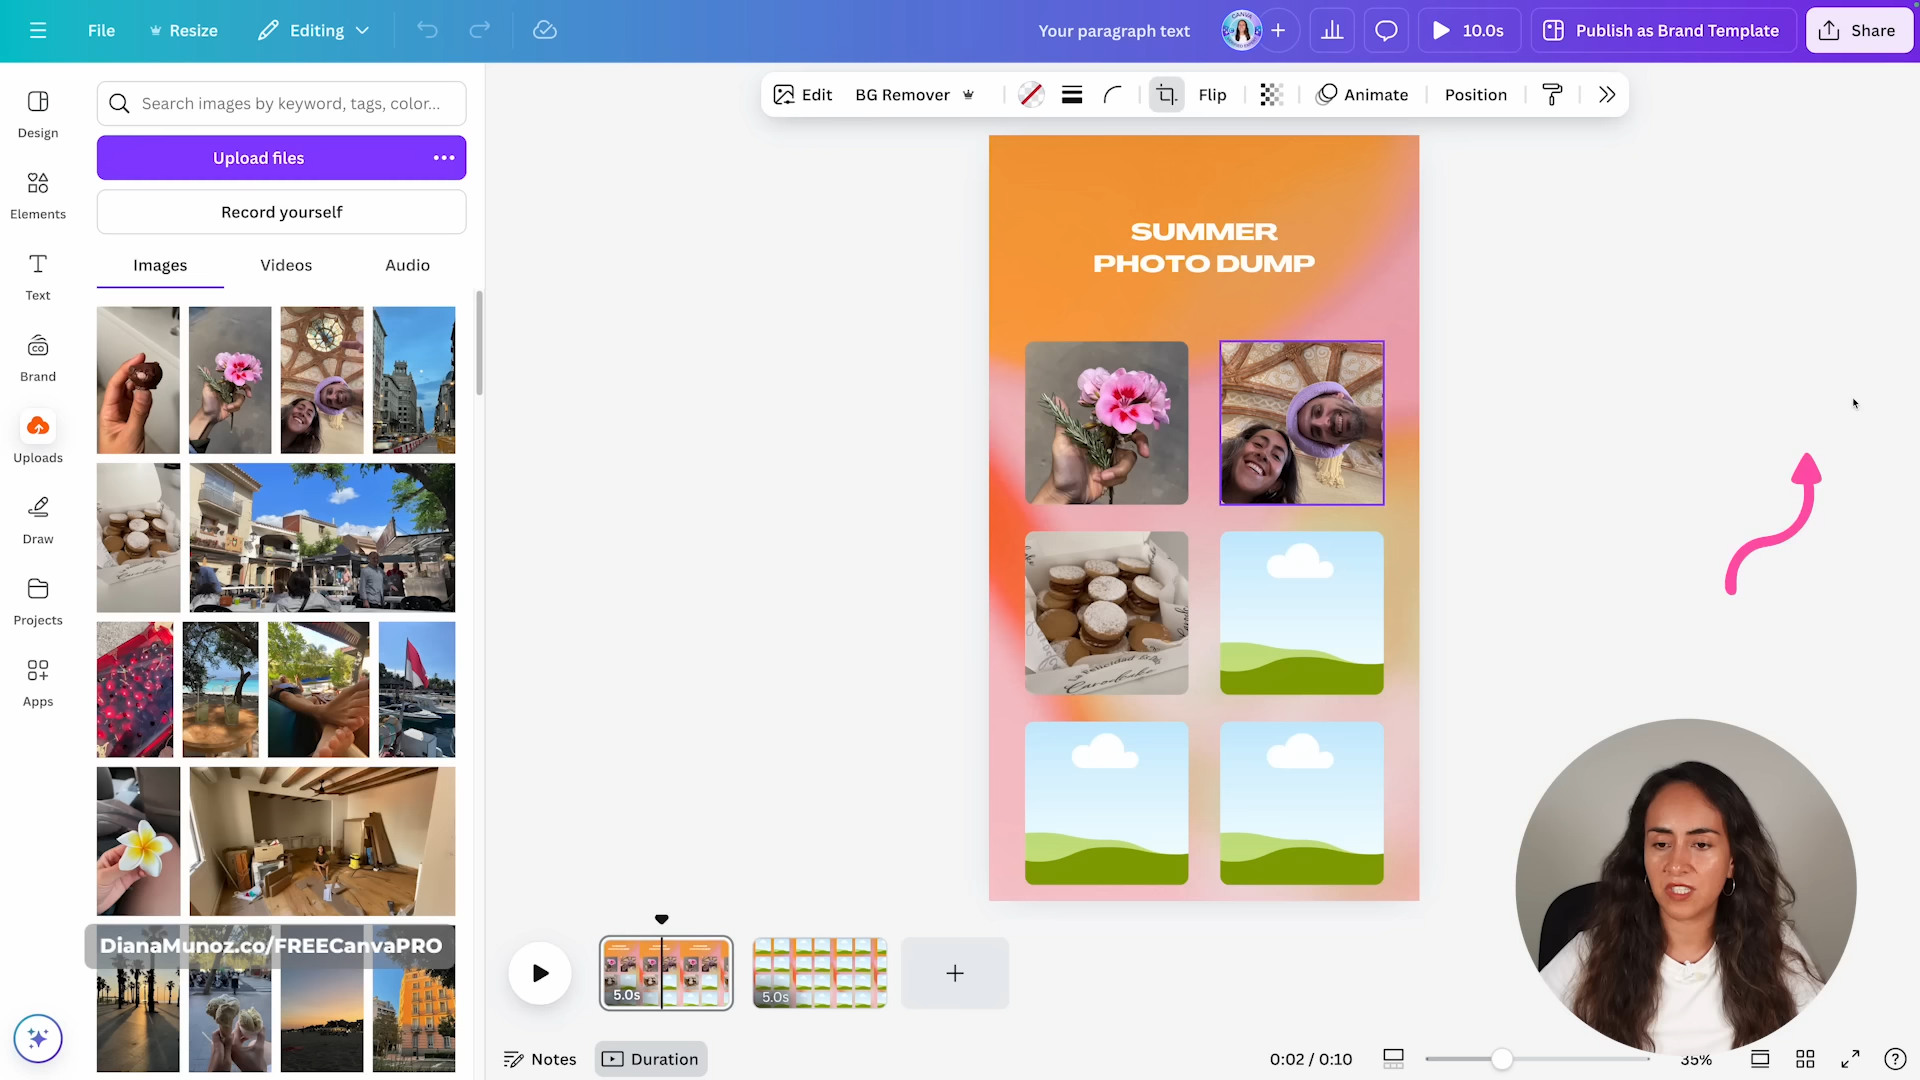 File
Resize
Editing
Your paragraph text
10.0s
Publish as Brand Template
Share
Design
Elements
Text
Brand
Uploads
Draw
Projects
Apps
Search images by keyword, tags, color...
Upload files
Record yourself
Images
Videos
Audio
Edit
BG Remover
Flip
Animate
Position
SUMMER
PHOTO DUMP
DianaMunoz.co/FREECanvaPRO
5.0s
5.0s
Notes
Duration
0:02 / 0:10
35%